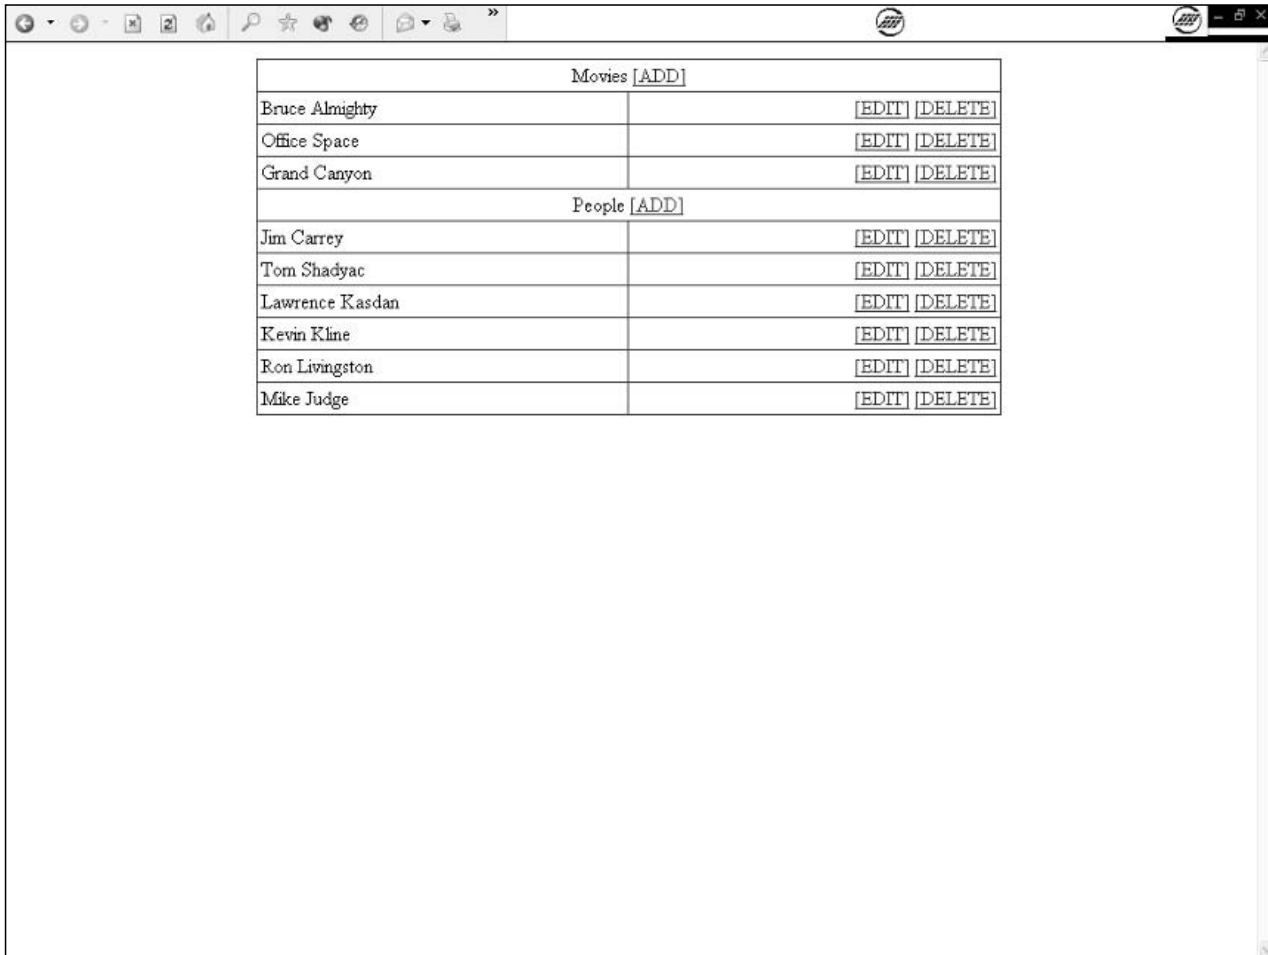 »
Movies [ADD]
Bruce Almighty [EDIT] [DELETE]
Office Space [EDIT] [DELETE]
Grand Canyon [EDIT] [DELETE]
People [ADD]
Jim Carrey [EDIT] [DELETE]
Tom Shadyac [EDIT] [DELETE]
Lawrence Kasdan [EDIT] [DELETE]
Kevin Kline [EDIT] [DELETE]
Ron Livingston [EDIT] [DELETE]
Mike Judge [EDIT] [DELETE]